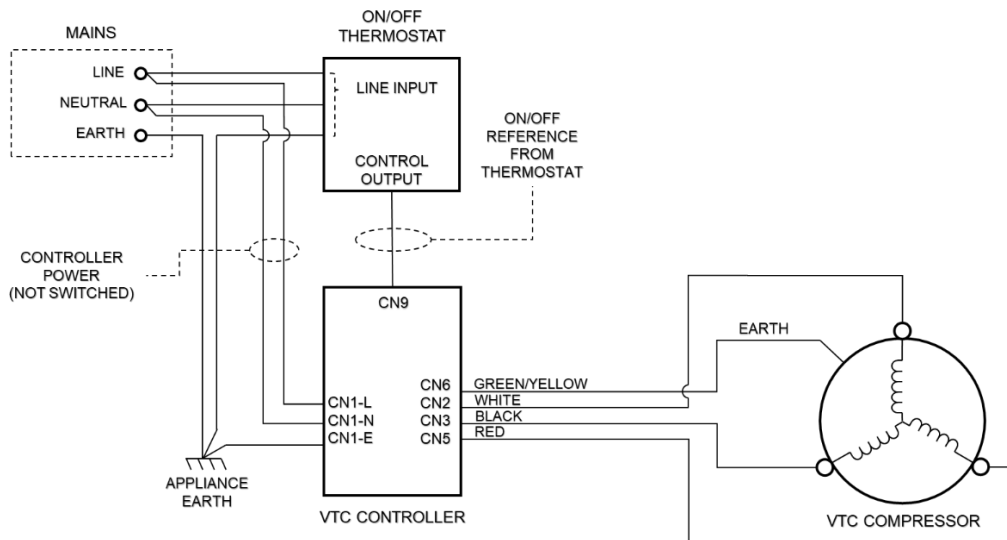 MAINS
LINE
NEUTRAL
EARTH
ON/OFF
THERMOSTAT
LINE INPUT
CONTROL
OUTPUT
ON/OFF
REFERENCE
FROM
THERMOSTAT
CONTROLLER
POWER
(NOT SWITCHED)
CN9
CN1-L
CN1-N
CN1-E
CN6
CN2
CN3
CN5
GREEN/YELLOW
WHITE
BLACK
RED
EARTH
APPLIANCE
EARTH
VTC CONTROLLER
VTC COMPRESSOR